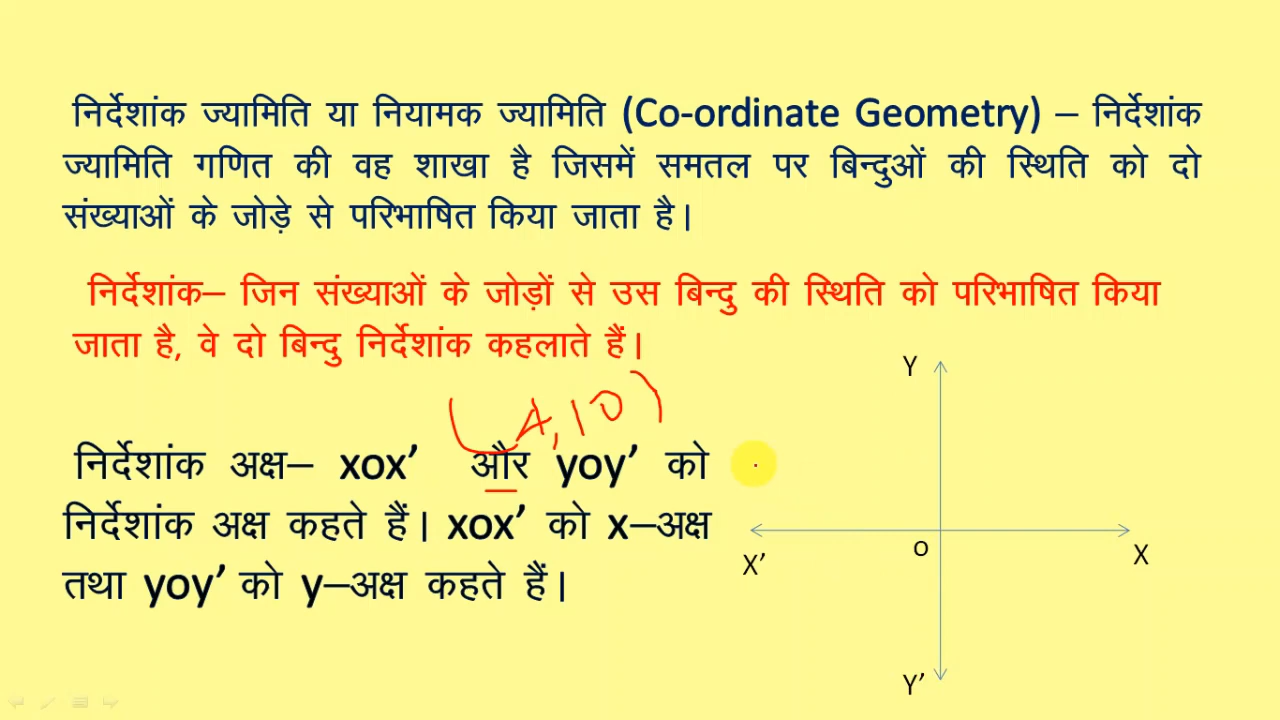 निर्देशांक ज्यामिति या नियामक ज्यामिति (Co-ordinate Geometry) – निर्देशांक
ज्यामिति गणित की वह शाखा है जिसमें समतल पर बिन्दुओं की स्थिति को दो
संख्याओं के जोड़े से परिभाषित किया जाता है।
निर्देशांक– जिन संख्याओं के जोड़ों से उस बिन्दु की स्थिति को परिभाषित किया
जाता है, वे दो बिन्दु निर्देशांक कहलाते हैं।
(4,10)
निर्देशांक अक्ष– xox’ और yoy’ को
निर्देशांक अक्ष कहते हैं। xox’ को x–अक्ष
तथा yoy’ को y–अक्ष कहते हैं।
Y
X’
O
X
Y’